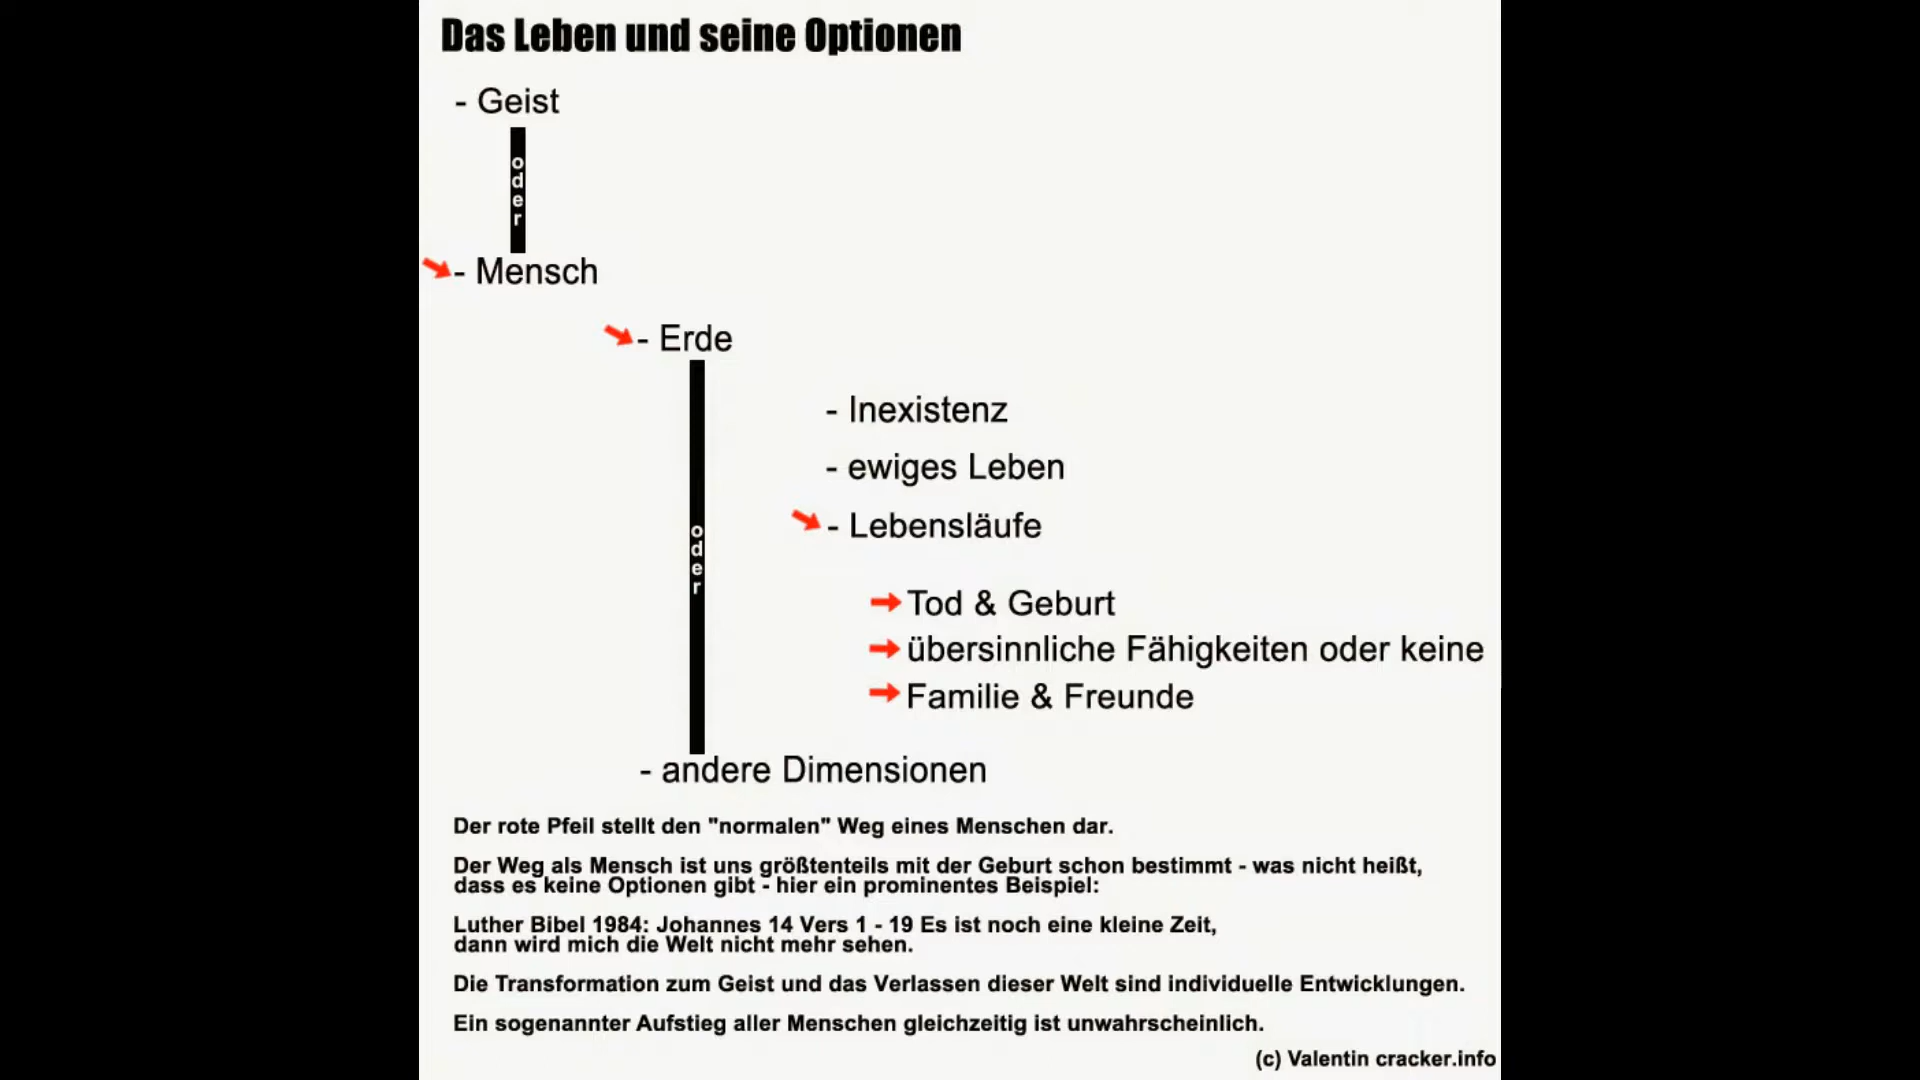 Das Leben und seine Optionen
- Geist
oder
- Mensch
- Erde
- Inexistenz
- ewiges Leben
- Lebensläufe
oder
Tod & Geburt
übersinnliche Fähigkeiten oder keine
Familie & Freunde
- andere Dimensionen
Der rote Pfeil stellt den "normalen" Weg eines Menschen dar.
Der Weg als Mensch ist uns größtenteils mit der Geburt schon bestimmt - was nicht heißt,
dass es keine Optionen gibt - hier ein prominentes Beispiel:
Luther Bibel 1984: Johannes 14 Vers 1 - 19 Es ist noch eine kleine Zeit,
dann wird mich die Welt nicht mehr sehen.
Die Transformation zum Geist und das Verlassen dieser Welt sind individuelle Entwicklungen.
Ein sogenannter Aufstieg aller Menschen gleichzeitig ist unwahrscheinlich.
(c) Valentin cracker.info